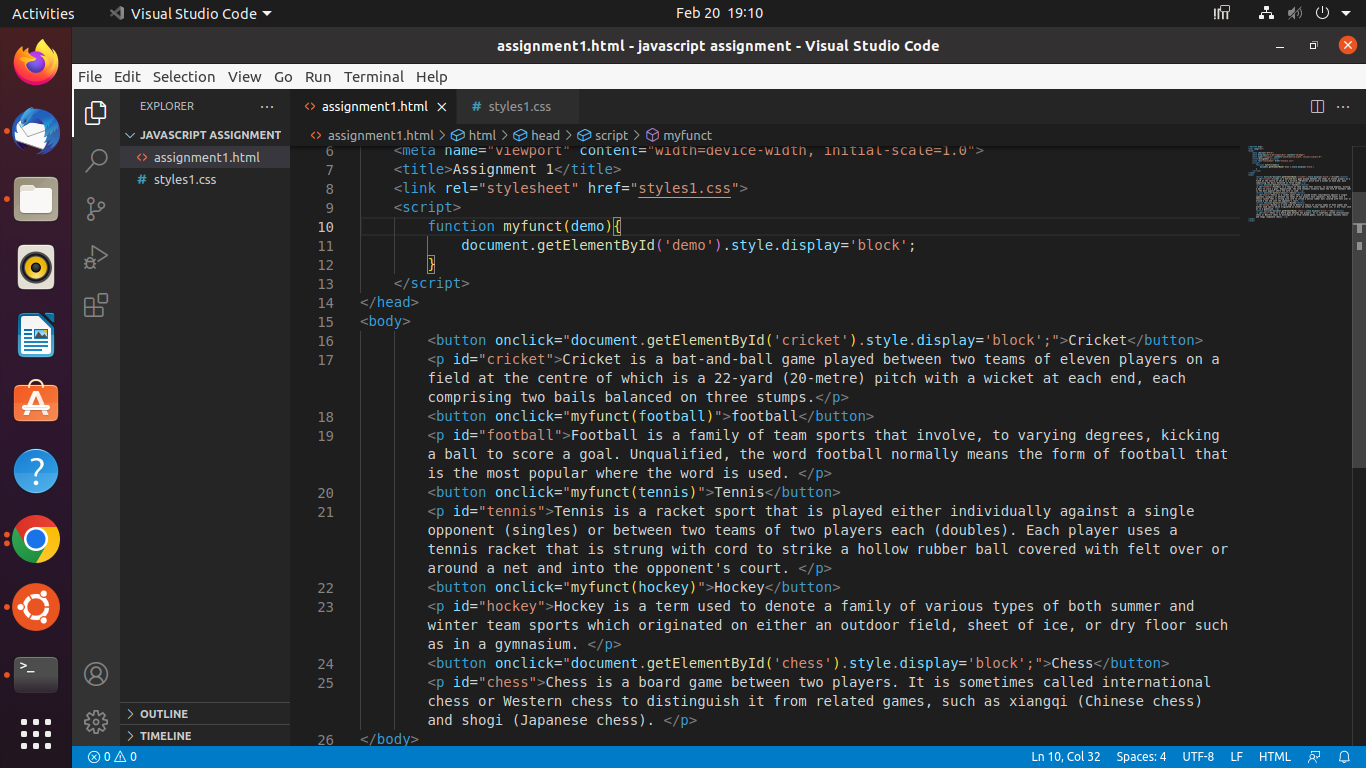 Activities
Visual Studio Code
Feb 20 19:10
assignment1.html - javascript assignment - Visual Studio Code
File Edit Selection View Go Run Terminal Help
EXPLORER
JAVASCRIPT ASSIGNMENT
assignment1.html
styles1.css
OUTLINE
TIMELINE
assignment1.html
# styles1.css
assignment1.html > html > head > script > myfunct
6 <meta name="viewport" content="width=device-width, initial-scale=1.0">
7 <title>Assignment 1</title>
8 <link rel="stylesheet" href="styles1.css">
9 <script>
10 function myfunct(demo){
11 document.getElementById('demo').style.display='block';
12 }
13 </script>
14 </head>
15 <body>
16 <button onclick="document.getElementById('cricket').style.display='block';">Cricket</button>
17 <p id="cricket">Cricket is a bat-and-ball game played between two teams of eleven players on a
field at the centre of which is a 22-yard (20-metre) pitch with a wicket at each end, each
comprising two bails balanced on three stumps.</p>
18 <button onclick="myfunct(football)">football</button>
19 <p id="football">Football is a family of team sports that involve, to varying degrees, kicking
a ball to score a goal. Unqualified, the word football normally means the form of football that
is the most popular where the word is used. </p>
20 <button onclick="myfunct(tennis)">Tennis</button>
21 <p id="tennis">Tennis is a racket sport that is played either individually against a single
opponent (singles) or between two teams of two players each (doubles). Each player uses a
tennis racket that is strung with cord to strike a hollow rubber ball covered with felt over or
around a net and into the opponent's court. </p>
22 <button onclick="myfunct(hockey)">Hockey</button>
23 <p id="hockey">Hockey is a term used to denote a family of various types of both summer and
winter team sports which originated on either an outdoor field, sheet of ice, or dry floor such
as in a gymnasium. </p>
24 <button onclick="document.getElementById('chess').style.display='block';">Chess</button>
25 <p id="chess">Chess is a board game between two players. It is sometimes called international
chess or Western chess to distinguish it from related games, such as xiangqi (Chinese chess)
and shogi (Japanese chess). </p>
26 </body>
0 0
Ln 10, Col 32 Spaces: 4 UTF-8 LF HTML